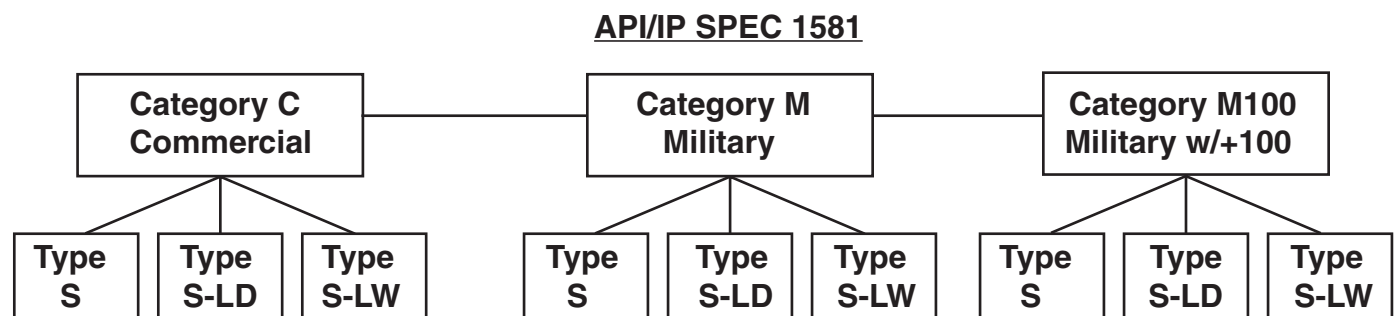 API/IP SPEC 1581
Category C
Commercial
Category M
Military
Category M100
Military w/+100
Type
S
Type
S-LD
Type
S-LW
Type
S
Type
S-LD
Type
S-LW
Type
S
Type
S-LD
Type
S-LW